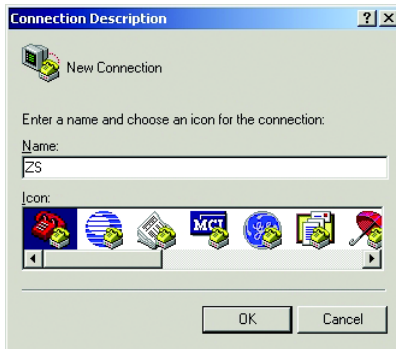 Connection Description
New Connection
Enter a name and choose an icon for the connection:
Name:
ZS
Icon:
MCI
OK
Cancel